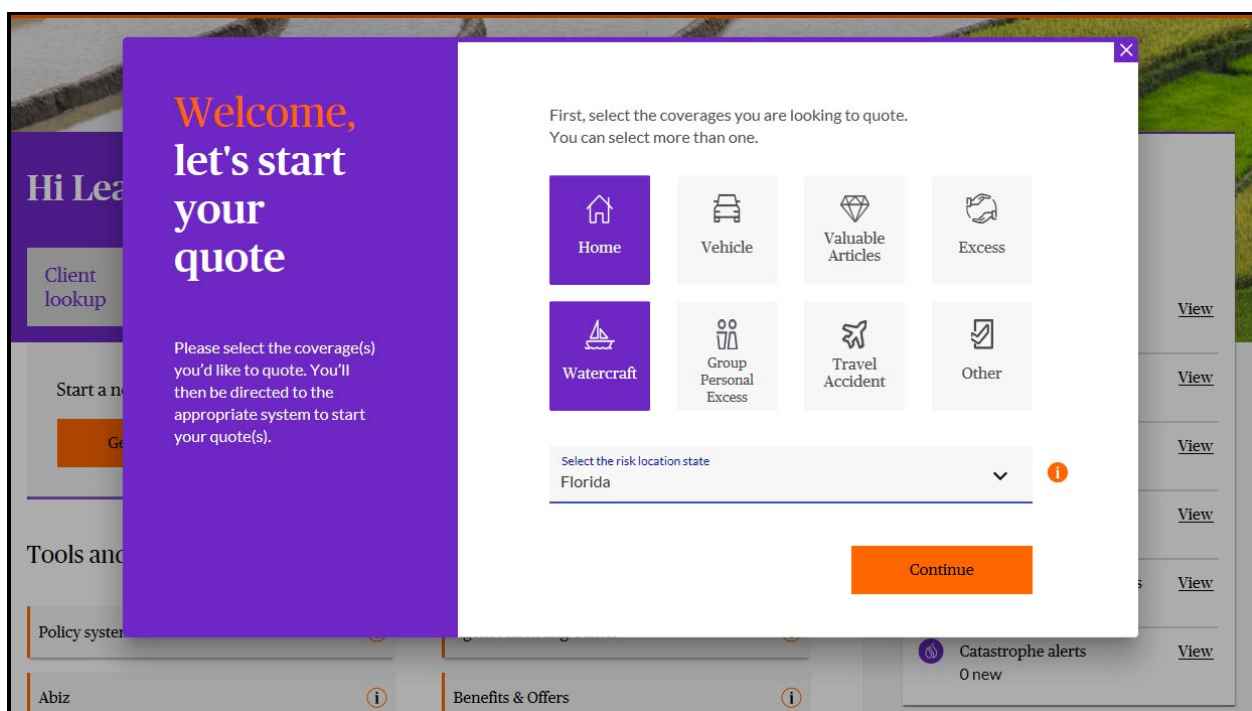 Welcome,
let's start
your
quote
Please select the coverage(s)
you'd like to quote. You'll
then be directed to the
appropriate system to start
your quote(s).
First, select the coverages you are looking to quote.
You can select more than one.
Home
Vehicle
Valuable
Articles
Excess
Watercraft
Group
Personal
Excess
Travel
Accident
Other
Select the risk location state
Florida
Continue
Hi Lea
Client
lookup
Start a n
Ge
Tools and
Policy syster
Abiz
Benefits & Offers
View
View
View
View
s View
Catastrophe alerts View
0 new